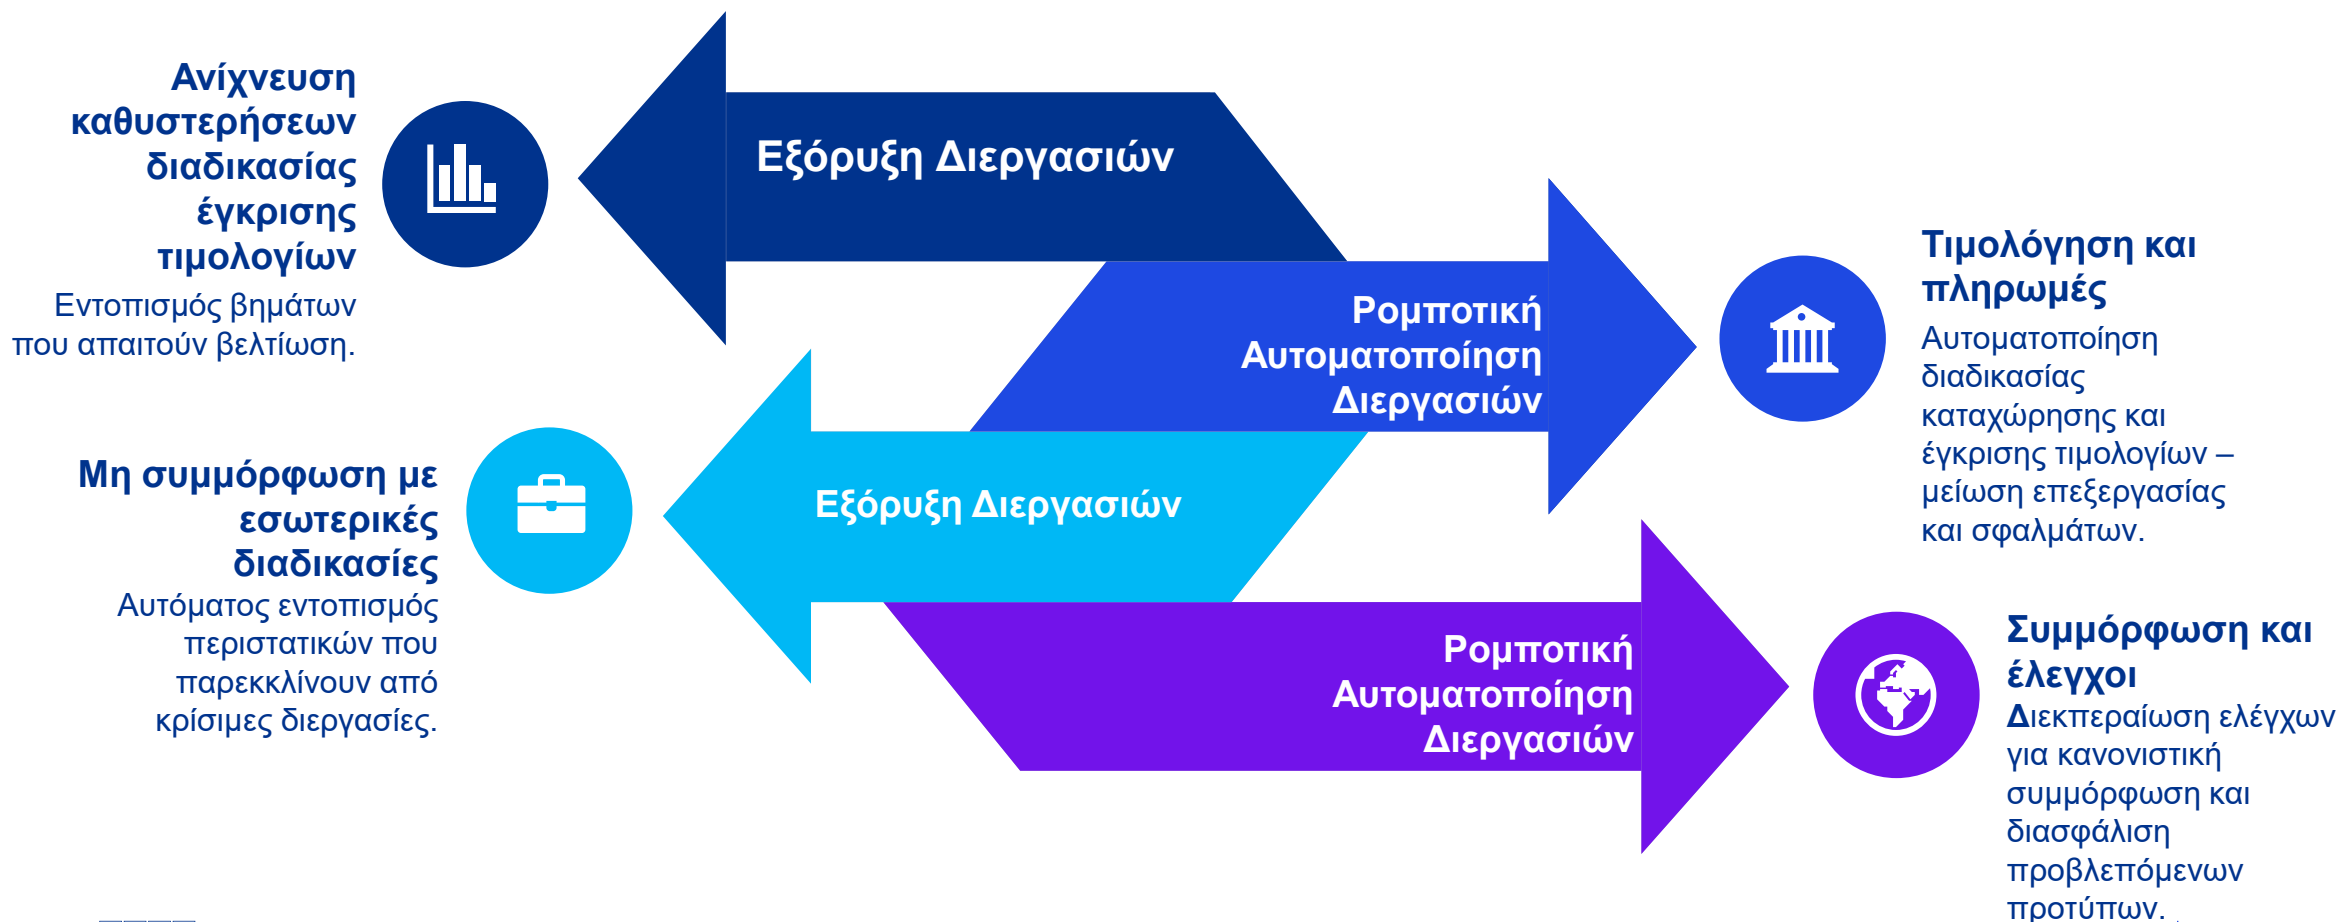 Ανίχνευση
καθυστερήσεων
διαδικασίας
έγκρισης
τιμολογίων
Εντοπισμός βημάτων
που απαιτούν βελτίωση.
Εξόρυξη Διεργασιών
Ρομποτική
Αυτοματοποίηση
Διεργασιών
Τιμολόγηση και
πληρωμές
Αυτοματοποίηση
διαδικασίας
καταχώρησης και
έγκρισης τιμολογίων –
μείωση επεξεργασίας
και σφαλμάτων.
Μη συμμόρφωση με
εσωτερικές
διαδικασίες
Αυτόματος εντοπισμός
περιστατικών που
παρεκκλίνουν από
κρίσιμες διεργασίες.
Εξόρυξη Διεργασιών
Ρομποτική
Αυτοματοποίηση
Διεργασιών
Συμμόρφωση και
έλεγχοι
Διεκπεραίωση ελέγχων
για κανονιστική
συμμόρφωση και
διασφάλιση
προβλεπόμενων
προτύπων.